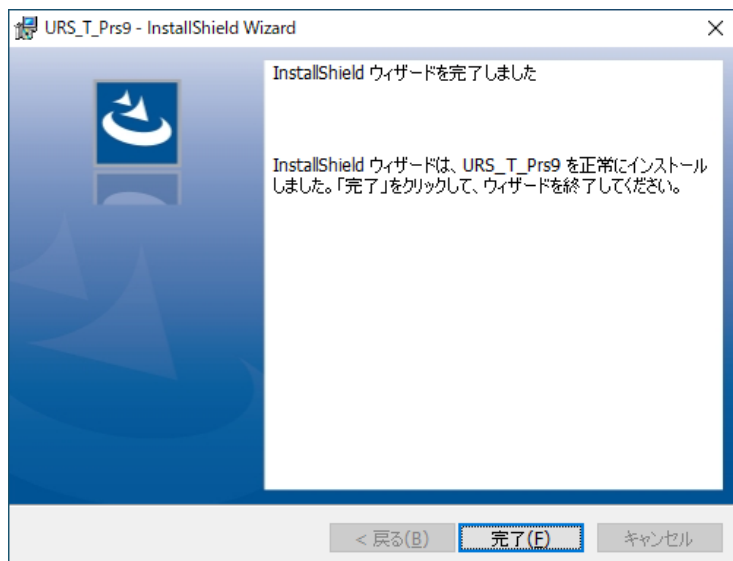 URS_T_Prs9 - InstallShield Wizard
InstallShield ウィザードを完了しました
InstallShield ウィザードは、URS_T_Prs9 を正常にインストール
しました。「完了」をクリックして、ウィザードを終了してください。
< 戻る(B)
完了(F)
キャンセル